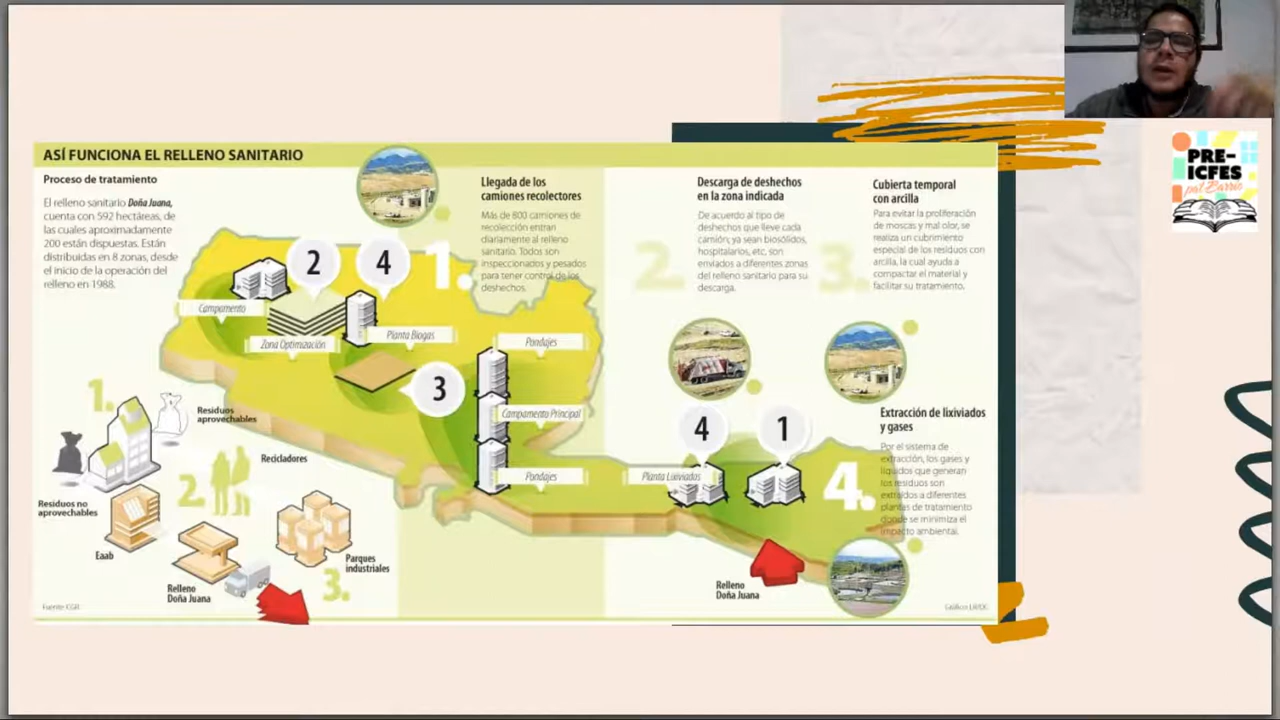 ASÍ FUNCIONA EL RELLENO SANITARIO
Proceso de tratamiento
El relleno sanitario Doña Juana,
cuenta con 592 hectáreas, de
las cuales aproximadamente
200 están dispuestas. Están
distribuidas en 8 zonas, desde
el inicio de la operación del
relleno en 1988.
1.
Llegada de los
camiones recolectores
Más de 800 camiones de
recolección entran
diariamente al relleno
sanitario. Todos son
inspeccionados y pesados
para tener control de los
deshechos.
2.
Descarga de deshechos
en la zona indicada
De acuerdo al tipo de
deshechos que lleve cada
camión; ya sean biosólidos,
hospitalarios, etc, son
enviados a diferentes zonas
del relleno sanitario para su
descarga.
3.
Cubierta temporal
con arcilla
Para evitar la proliferación
de moscas y mal olor, se
realiza un cubrimiento
especial de los residuos con
arcilla, la cual ayuda a
compactar el material y
facilitar su tratamiento.
4.
Extracción de lixiviados
y gases
Por el sistema de
extracción, los gases y
líquidos que generan
los residuos son
extraídos a diferentes
plantas de tratamiento
donde se minimiza el
impacto ambiental.
2
4
Campamento
Zona Optimización
Planta Biogas
3
Pondajes
Campamento Principal
Pondajes
4
1
Planta Lixiviados
Relleno
Doña Juana
1.
Residuos
aprovechables
Residuos no
aprovechables
Recicladores
2.
Eaab
Relleno
Doña Juana
Parques
industriales
3.
Fuente: CGR
Gráfico: LR/DC
PRE-
ICFES
pal Barrio